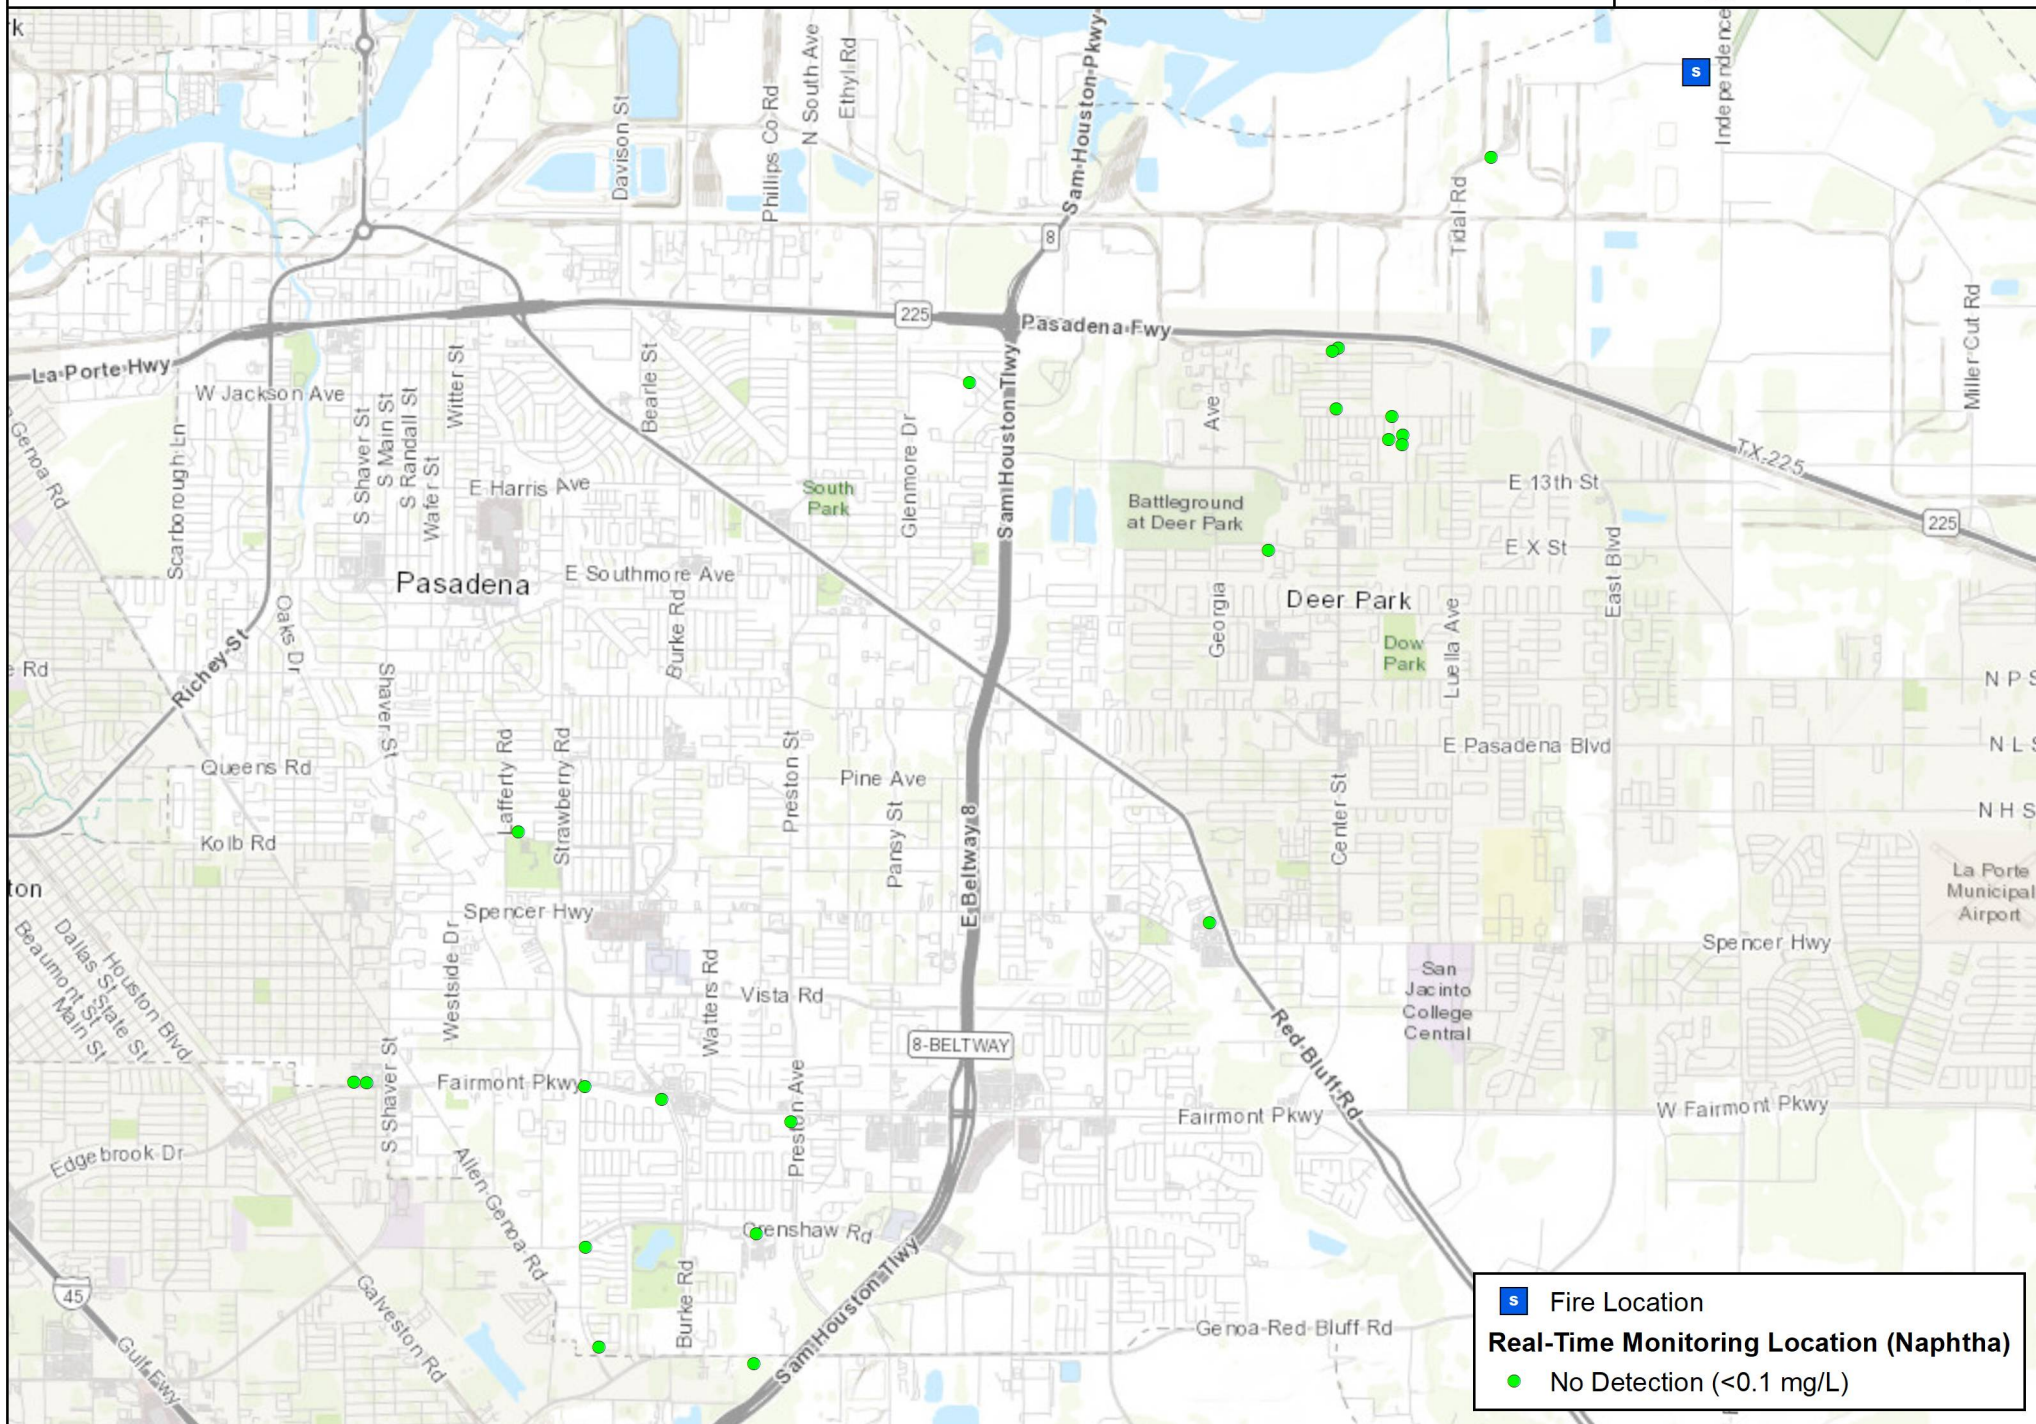 k
N South Ave
Ethyl Rd
Sam-Houston-Pkwy
Independence
S
Davison St
Phillips Co Rd
Tidal Rd
8
225
Pasadena Fwy
Miller Cut Rd
La Porte Hwy
W Jackson Ave
Witter St
Bearle St
S Shaver St
S Main St
S Randall St
Wafer St
Glenmore Dr
Sam Houston Tlwy
Ave
Genoa Rd
Scarborough Ln
TX-225
E Harris Ave
South
Park
Battleground
at Deer Park
E 13th St
225
E X St
East Blvd
E Southmore Ave
Pasadena
Deer Park
Burke Rd
Georgia
Luella Ave
Oaks Dr
Richey St
Dow
Park
e Rd
Shaver St
N P S
N L S
E Pasadena Blvd
Lafferty Rd
Strawberry Rd
Preston St
Queens Rd
Pine Ave
Pansy St
Center St
N H S
E Beltway 8
Kolb Rd
ton
La Porte
Municipal
Airport
Spencer Hwy
Spencer Hwy
Westside Dr
Watters Rd
Houston Blvd
Dallas St
State St
Beaumont St
Main St
San
Jacinto
College
Central
Vista Rd
8-BELTWAY
Red Bluff Rd
S Shaver St
Fairmont Pkwy
Preston Ave
Fairmont Pkwy
W Fairmont Pkwy
Edgebrook Dr
Allen Genoa Rd
Crenshaw Rd
Sam Houston Tlwy
Burke Rd
45
Galveston Rd
Gulf Fwy
Genoa-Red Bluff Rd
S Fire Location
Real-Time Monitoring Location (Naphtha)
No Detection (<0.1 mg/L)